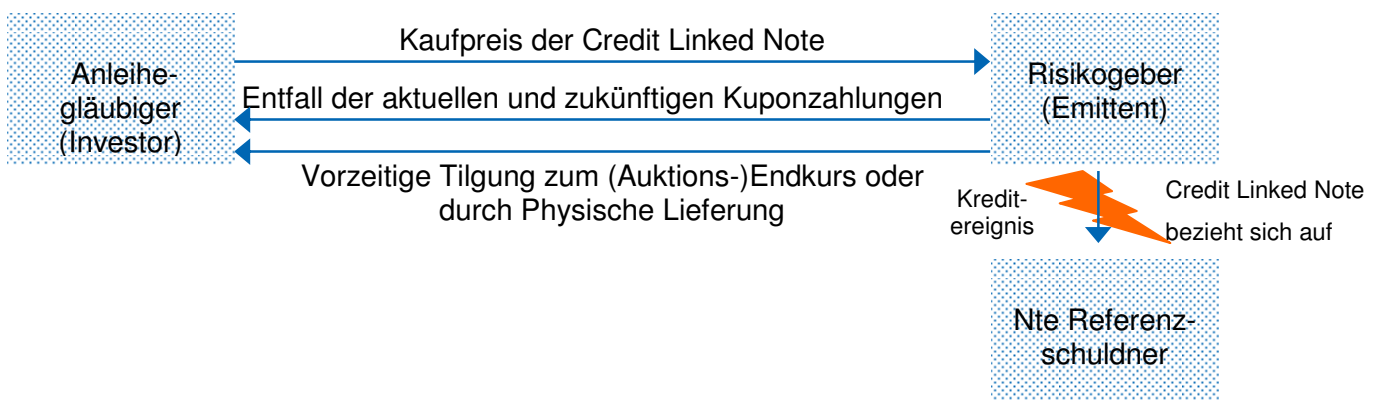 Kaufpreis der Credit Linked Note
Anleihe-
gläubiger
(Investor)
Entfall der aktuellen und zukünftigen Kuponzahlungen
Risikogeber
(Emittent)
Vorzeitige Tilgung zum (Auktions-)Endkurs oder
durch Physische Lieferung
Kredit-
ereignis
Credit Linked Note
bezieht sich auf
Nte Referenz-
schuldner